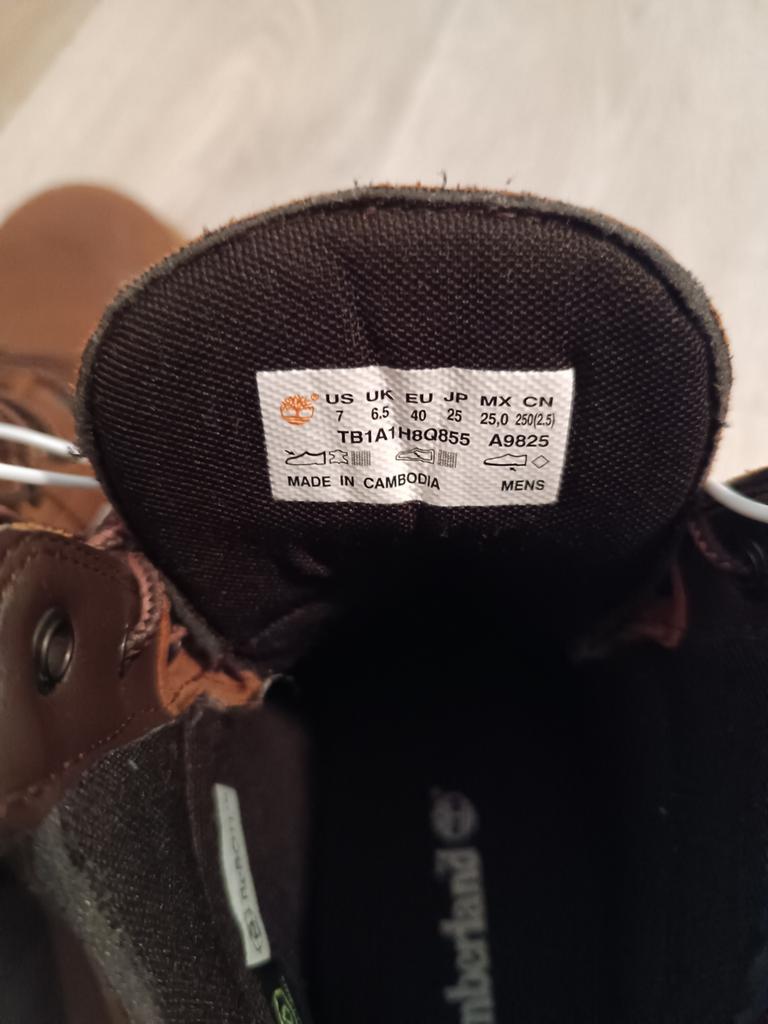 US UK EU JP MX CN
7 6.5 40 25 25,0 250(2.5)
TB1A1H8Q855 A9825
MADE IN CAMBODIA MENS